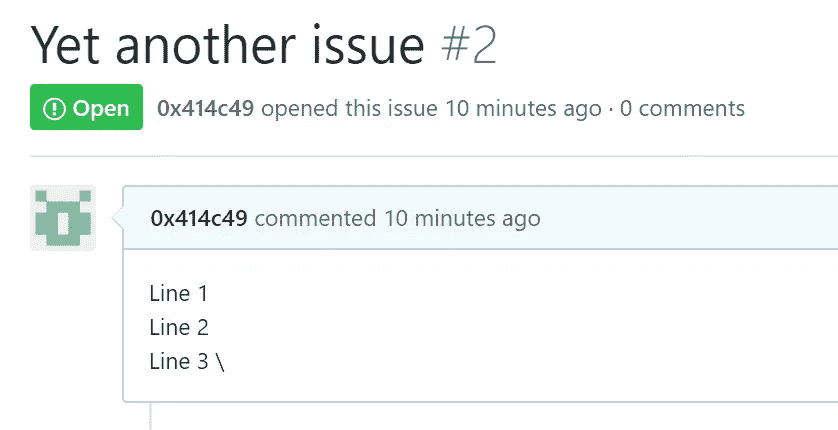 Yet another issue #2
Open 0x414c49 opened this issue 10 minutes ago · 0 comments
0x414c49 commented 10 minutes ago
Line 1
Line 2
Line 3 \